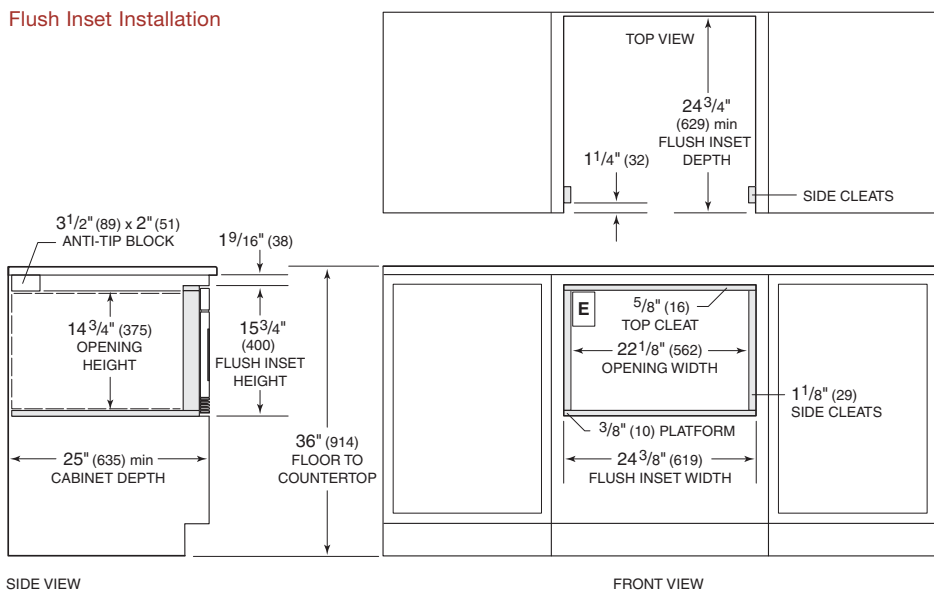 Flush Inset Installation
TOP VIEW
24 3/4"
(629) min
FLUSH INSET
DEPTH
1 1/4" (32)
SIDE CLEATS
3 1/2" (89) x 2" (51)
ANTI-TIP BLOCK
1 9/16" (38)
14 3/4" (375)
OPENING
HEIGHT
15 3/4"
(400)
FLUSH INSET
HEIGHT
25" (635) min
CABINET DEPTH
36" (914)
FLOOR TO
COUNTERTOP
E
5/8" (16)
TOP CLEAT
22 1/8" (562)
OPENING WIDTH
1 1/8" (29)
SIDE CLEATS
3/8" (10) PLATFORM
24 3/8" (619)
FLUSH INSET WIDTH
SIDE VIEW
FRONT VIEW